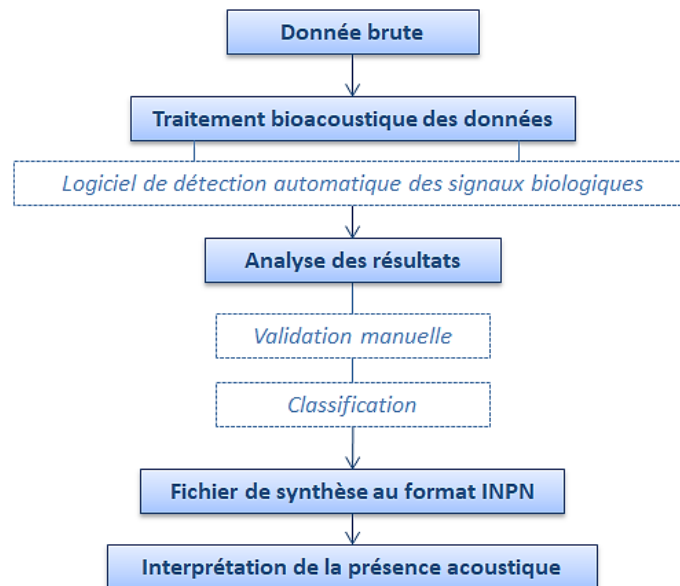 Donnée brute
Traitement bioacoustique des données
Logiciel de détection automatique des signaux biologiques
Analyse des résultats
Validation manuelle
Classification
Fichier de synthèse au format INPN
Interprétation de la présence acoustique